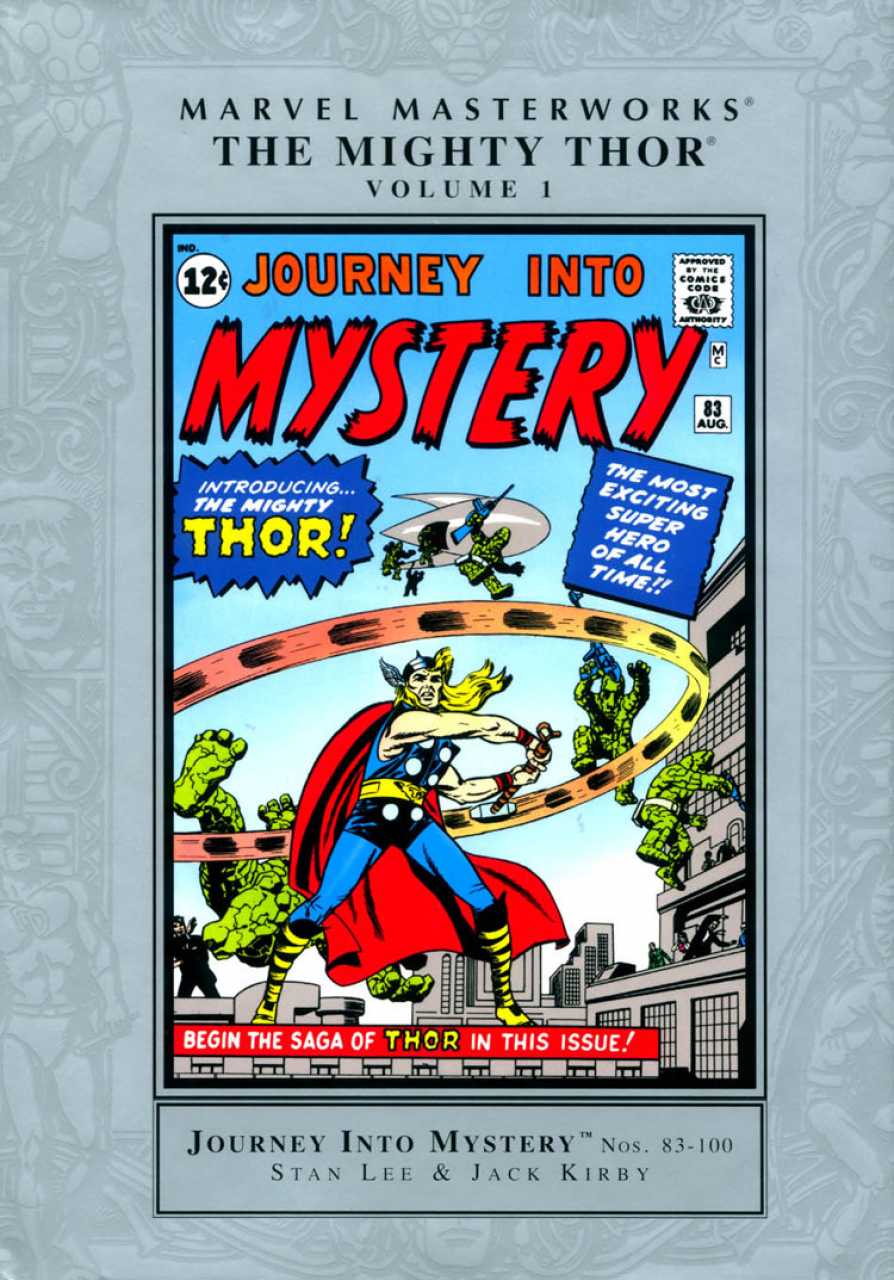 MARVEL MASTERWORKS®
THE MIGHTY THOR®
VOLUME 1
IND.
12¢
JOURNEY INTO
MYSTERY
APPROVED
BY THE
COMICS
CODE
CA
AUTHORITY
MC
83
AUG.
INTRODUCING...
THE MIGHTY
THOR!
THE MOST
EXCITING
SUPER
HERO
OF ALL
TIME!!
BEGIN THE SAGA OF THOR IN THIS ISSUE!
JOURNEY INTO MYSTERY™ NOS. 83-100
STAN LEE & JACK KIRBY